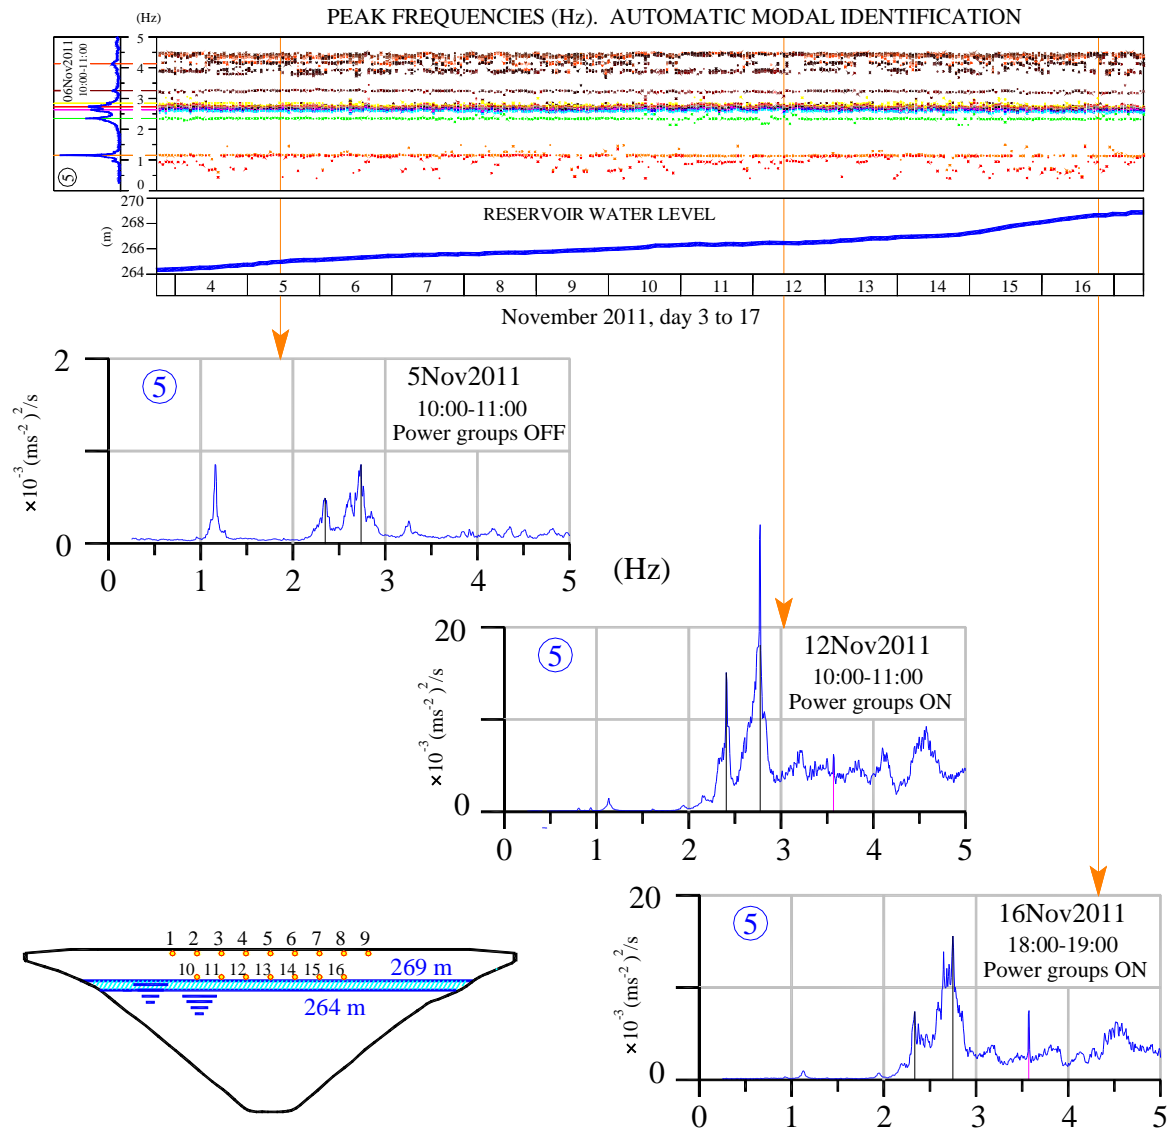 (Hz) PEAK FREQUENCIES (Hz). AUTOMATIC MODAL IDENTIFICATION
06Nov2011
10:00-11:00
5
5
4
3
2
1
0
RESERVOIR WATER LEVEL
(m)
270
268
266
264
4 5 6 7 8 9 10 11 12 13 14 15 16
November 2011, day 3 to 17
2
0
×10⁻³(ms⁻²)²/s
5
5Nov2011
10:00-11:00
Power groups OFF
0 1 2 3 4 5
(Hz)
20
0
×10⁻³(ms⁻²)²/s
5
12Nov2011
10:00-11:00
Power groups ON
0 1 2 3 4 5
20
0
×10⁻³(ms⁻²)²/s
5
16Nov2011
18:00-19:00
Power groups ON
0 1 2 3 4 5
1 2 3 4 5 6 7 8 9
10 11 12 13 14 15 16
269 m
264 m